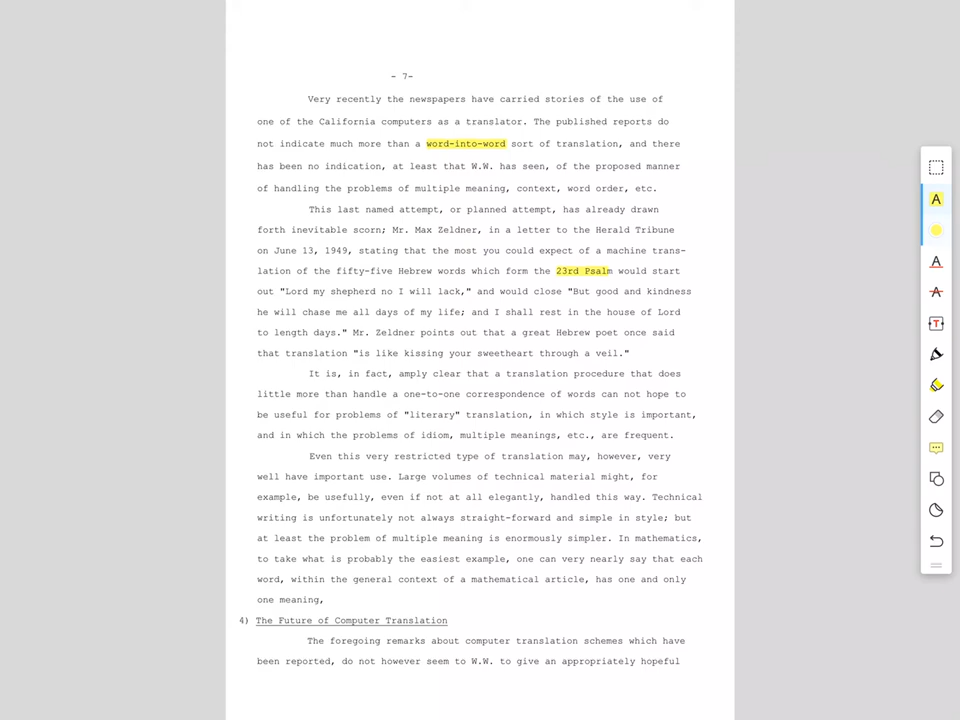 - 7-
Very recently the newspapers have carried stories of the use of
one of the California computers as a translator. The published reports do
not indicate much more than a word-into-word sort of translation, and there
has been no indication, at least that W.W. has seen, of the proposed manner
of handling the problems of multiple meaning, context, word order, etc.
This last named attempt, or planned attempt, has already drawn
forth inevitable scorn; Mr. Max Zeldner, in a letter to the Herald Tribune
on June 13, 1949, stating that the most you could expect of a machine trans-
lation of the fifty-five Hebrew words which form the 23rd Psalm would start
out "Lord my shepherd no I will lack," and would close "But good and kindness
he will chase me all days of my life; and I shall rest in the house of Lord
to length days." Mr. Zeldner points out that a great Hebrew poet once said
that translation "is like kissing your sweetheart through a veil."
It is, in fact, amply clear that a translation procedure that does
little more than handle a one-to-one correspondence of words can not hope to
be useful for problems of "literary" translation, in which style is important,
and in which the problems of idiom, multiple meanings, etc., are frequent.
Even this very restricted type of translation may, however, very
well have important use. Large volumes of technical material might, for
example, be usefully, even if not at all elegantly, handled this way. Technical
writing is unfortunately not always straight-forward and simple in style; but
at least the problem of multiple meaning is enormously simpler. In mathematics,
to take what is probably the easiest example, one can very nearly say that each
word, within the general context of a mathematical article, has one and only
one meaning,
4) The Future of Computer Translation
The foregoing remarks about computer translation schemes which have
been reported, do not however seem to W.W. to give an appropriately hopeful
A
A
A
T